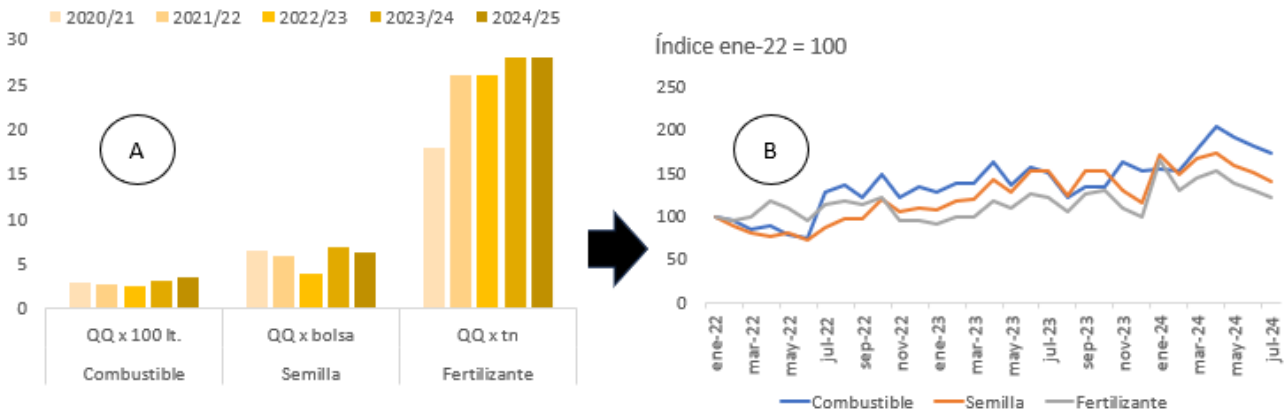 2020/21 2021/22 2022/23 2023/24 2024/25
30
25
20
15
10
5
0
A
QQ x 100 lt. QQ x bolsa QQ x tn
Combustible Semilla Fertilizante
Índice ene-22 = 100
250
200
150
100
50
0
B
ene-22 mar-22 may-22 jul-22 sep-22 nov-22 ene-23 mar-23 may-23 jul-23 sep-23 nov-23 ene-24 mar-24 may-24 jul-24
Combustible Semilla Fertilizante